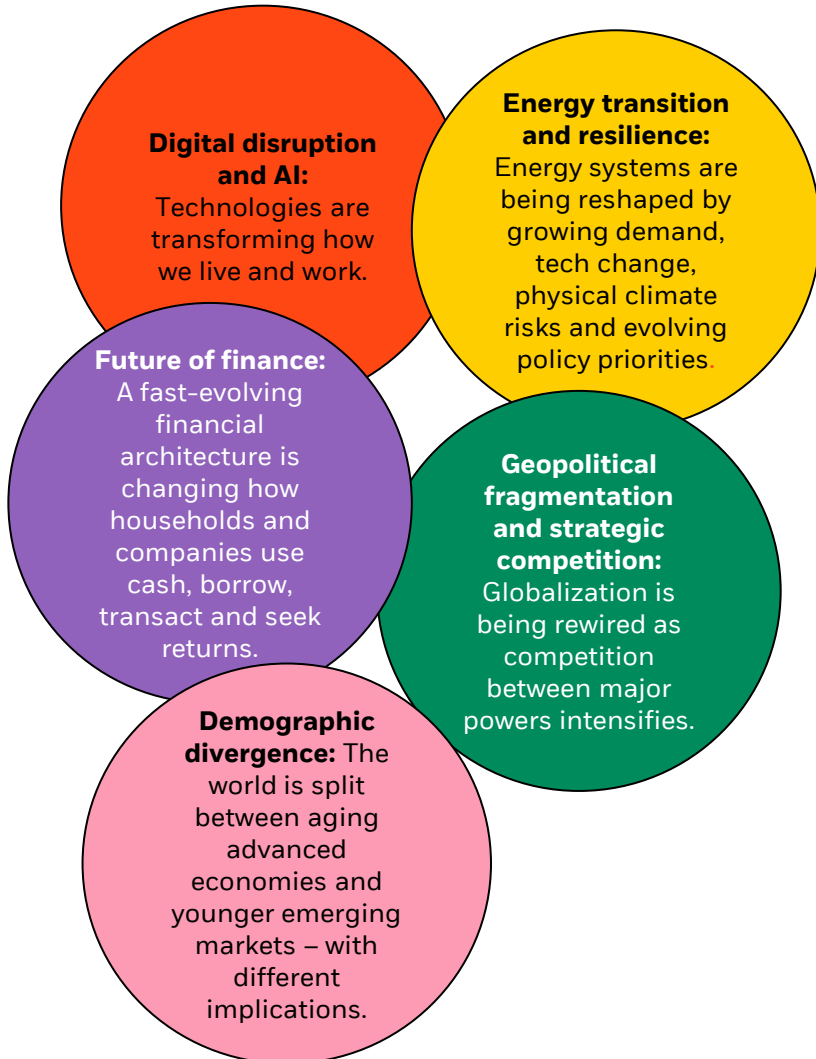 Digital disruption
and AI:
Technologies are
transforming how
we live and work.
Energy transition
and resilience:
Energy systems are
being reshaped by
growing demand,
tech change,
physical climate
risks and evolving
policy priorities.
Future of finance:
A fast-evolving
financial
architecture is
changing how
households and
companies use
cash, borrow,
transact and seek
returns.
Geopolitical
fragmentation
and strategic
competition:
Globalization is
being rewired as
competition
between major
powers intensifies.
Demographic
divergence: The
world is split
between aging
advanced
economies and
younger emerging
markets – with
different
implications.